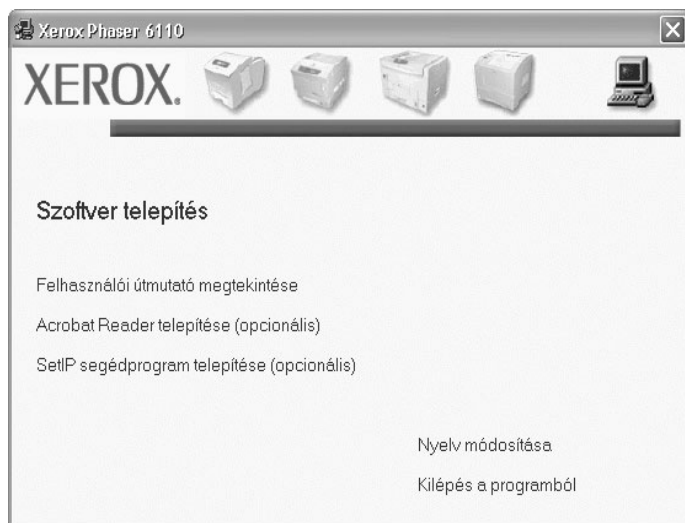 Xerox Phaser 6110
XEROX.
Szoftver telepítés
Felhasználói útmutató megtekintése
Acrobat Reader telepítése (opcionális)
SetIP segédprogram telepítése (opcionális)
Nyelv módosítása
Kilépés a programból